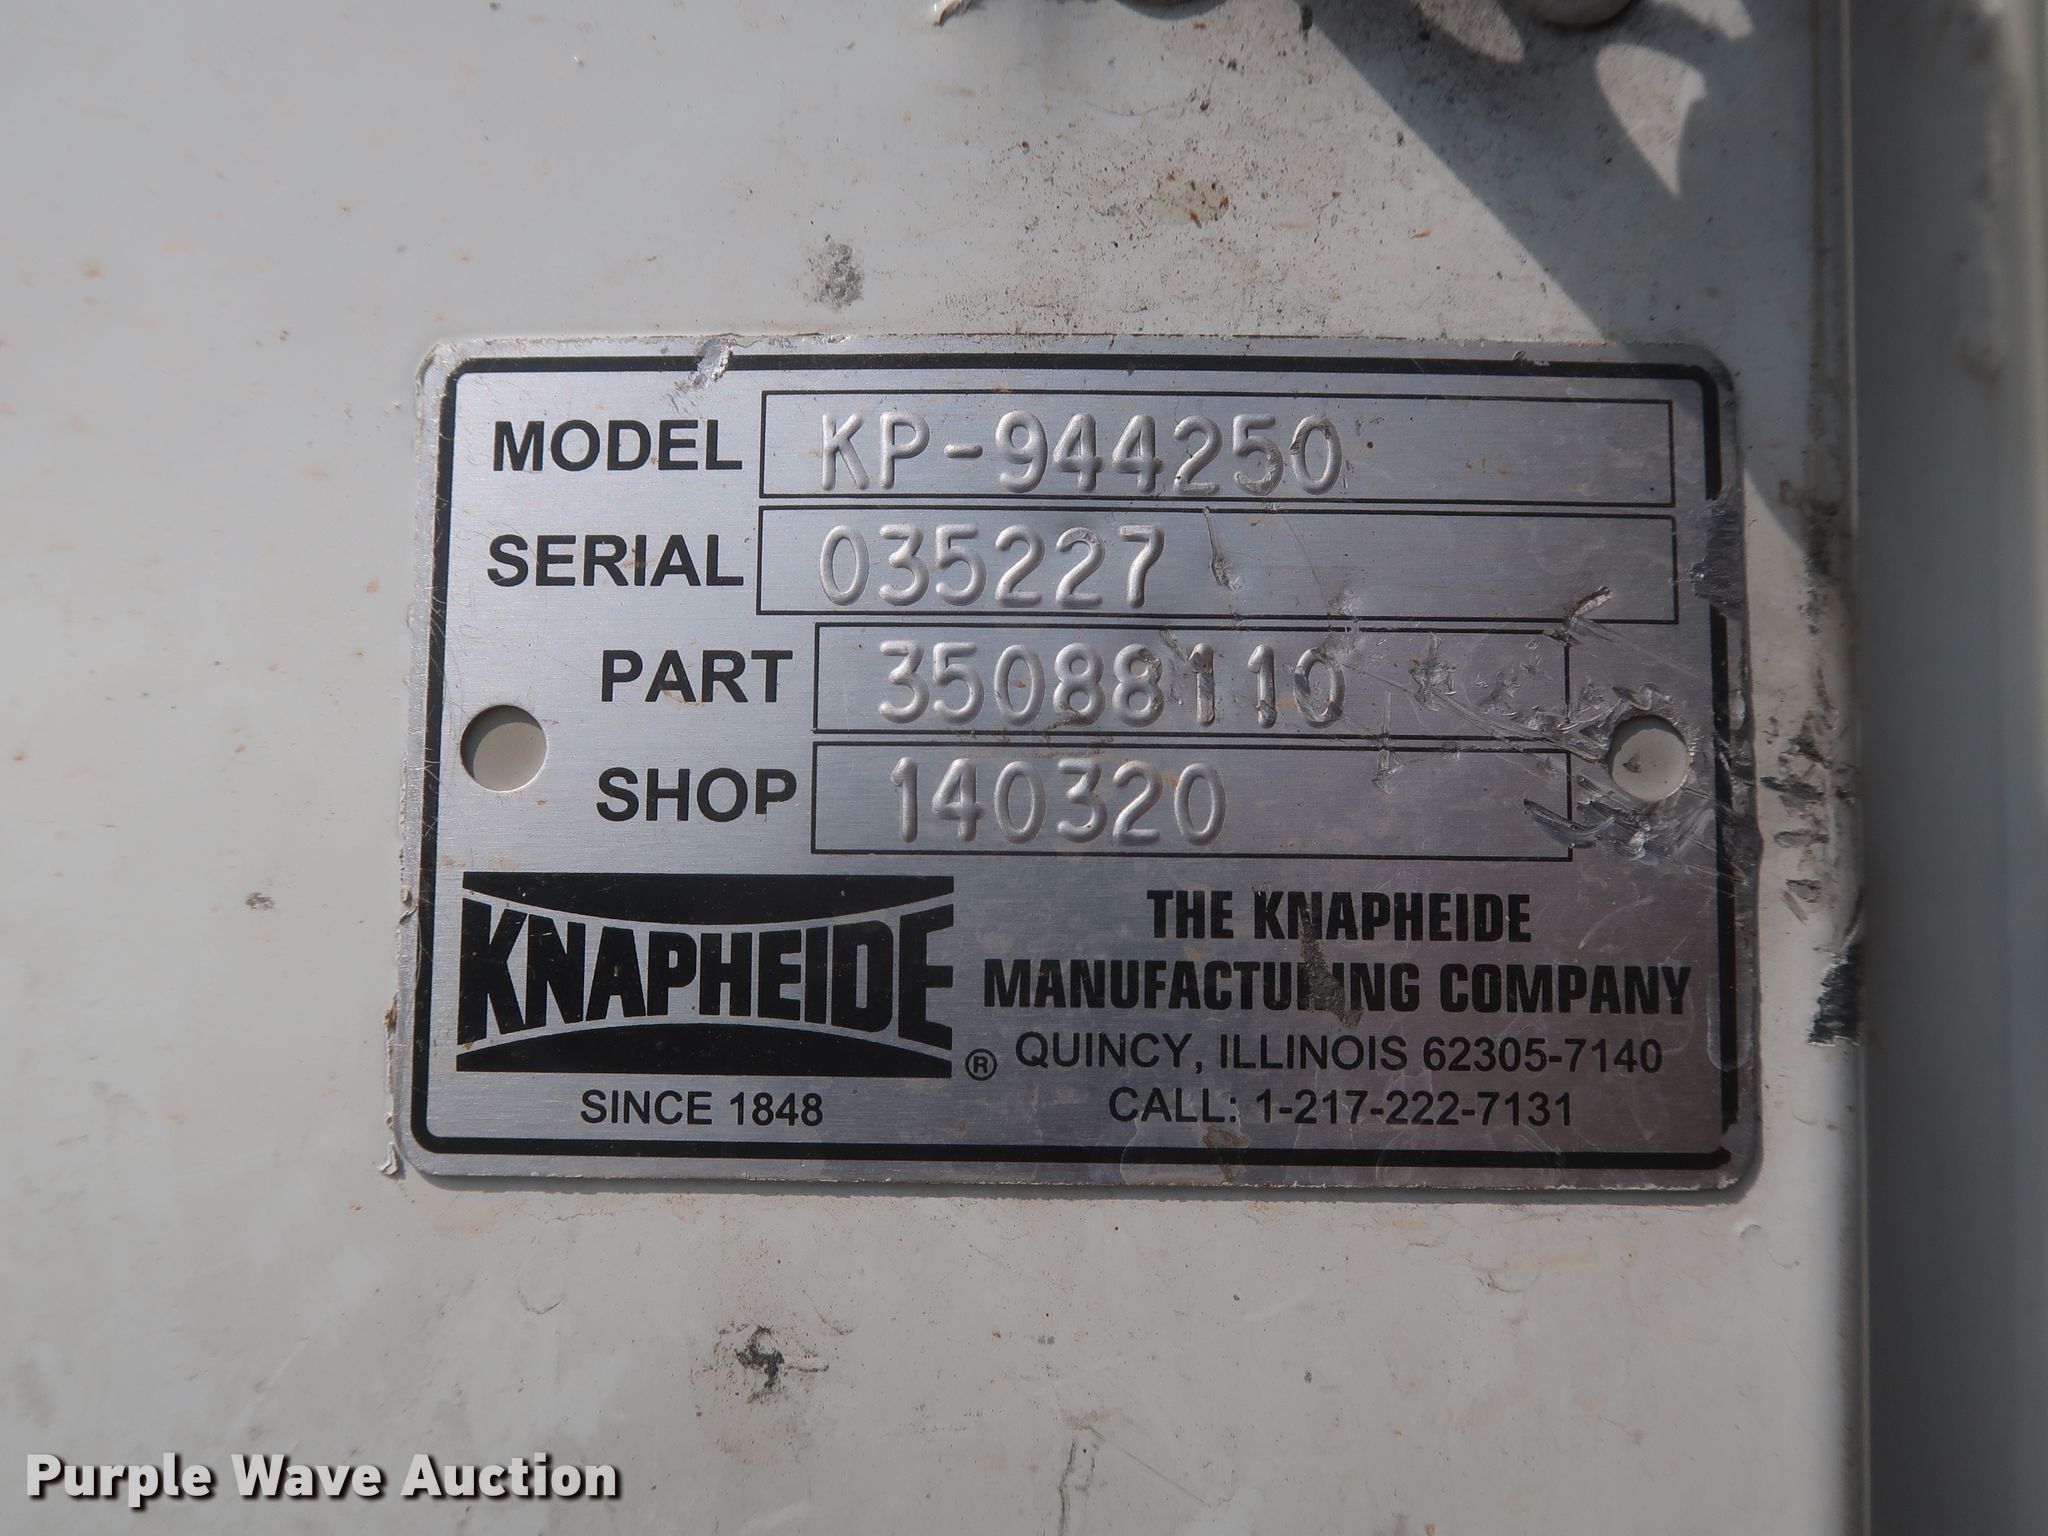 MODEL KP-944250
SERIAL 035227
PART 35088110
SHOP 140320
KNAPHEIDE ®
SINCE 1848
THE KNAPHEIDE
MANUFACTURING COMPANY
QUINCY, ILLINOIS 62305-7140
CALL: 1-217-222-7131
Purple Wave Auction